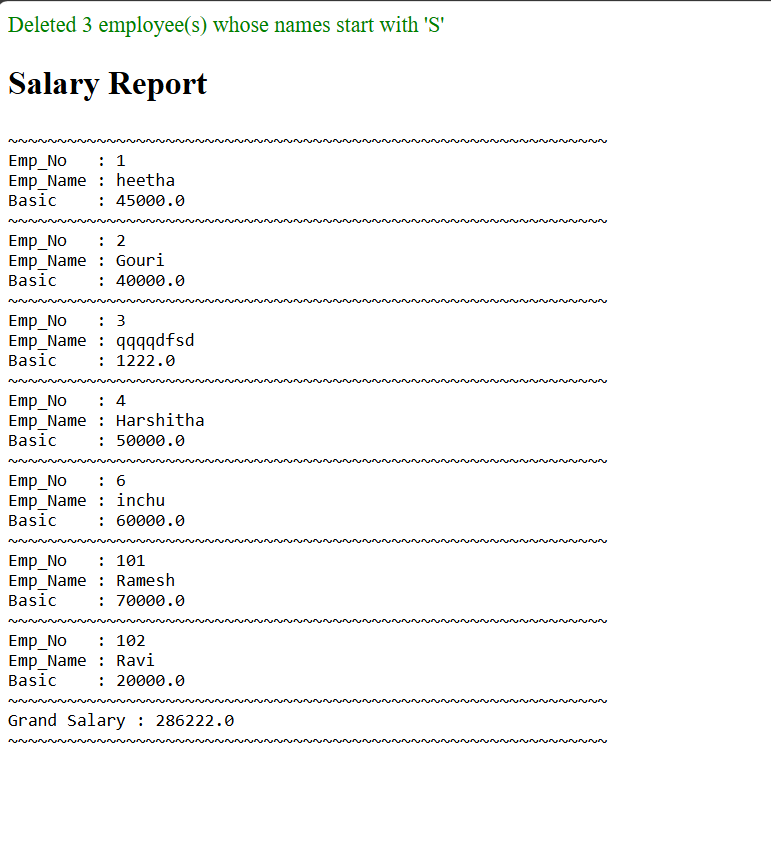 Deleted 3 employee(s) whose names start with 'S'
Salary Report
~~~~~~~~~~~~~~~~~~~~~~~~~~~~~~~~~~~~~~~~~~~~~~~~~~~~~~~~~~~~~
Emp_No   : 1
Emp_Name : heetha
Basic    : 45000.0
~~~~~~~~~~~~~~~~~~~~~~~~~~~~~~~~~~~~~~~~~~~~~~~~~~~~~~~~~~~~~
Emp_No   : 2
Emp_Name : Gouri
Basic    : 40000.0
~~~~~~~~~~~~~~~~~~~~~~~~~~~~~~~~~~~~~~~~~~~~~~~~~~~~~~~~~~~~~
Emp_No   : 3
Emp_Name : qqqqdfsd
Basic    : 1222.0
~~~~~~~~~~~~~~~~~~~~~~~~~~~~~~~~~~~~~~~~~~~~~~~~~~~~~~~~~~~~~
Emp_No   : 4
Emp_Name : Harshitha
Basic    : 50000.0
~~~~~~~~~~~~~~~~~~~~~~~~~~~~~~~~~~~~~~~~~~~~~~~~~~~~~~~~~~~~~
Emp_No   : 6
Emp_Name : inchu
Basic    : 60000.0
~~~~~~~~~~~~~~~~~~~~~~~~~~~~~~~~~~~~~~~~~~~~~~~~~~~~~~~~~~~~~
Emp_No   : 101
Emp_Name : Ramesh
Basic    : 70000.0
~~~~~~~~~~~~~~~~~~~~~~~~~~~~~~~~~~~~~~~~~~~~~~~~~~~~~~~~~~~~~
Emp_No   : 102
Emp_Name : Ravi
Basic    : 20000.0
~~~~~~~~~~~~~~~~~~~~~~~~~~~~~~~~~~~~~~~~~~~~~~~~~~~~~~~~~~~~~
Grand Salary : 286222.0
~~~~~~~~~~~~~~~~~~~~~~~~~~~~~~~~~~~~~~~~~~~~~~~~~~~~~~~~~~~~~